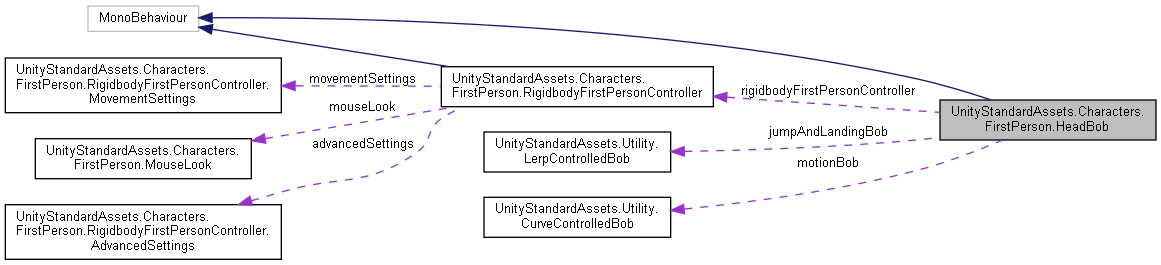 MonoBehaviour
UnityStandardAssets.Characters.
FirstPerson.RigidbodyFirstPersonController.
MovementSettings
movementSettings
UnityStandardAssets.Characters.
FirstPerson.RigidbodyFirstPersonController
rigidbodyFirstPersonController
UnityStandardAssets.Characters.
FirstPerson.HeadBob
mouseLook
UnityStandardAssets.Characters.
FirstPerson.MouseLook
advancedSettings
jumpAndLandingBob
UnityStandardAssets.Utility.
LerpControlledBob
motionBob
UnityStandardAssets.Characters.
FirstPerson.RigidbodyFirstPersonController.
AdvancedSettings
UnityStandardAssets.Utility.
CurveControlledBob